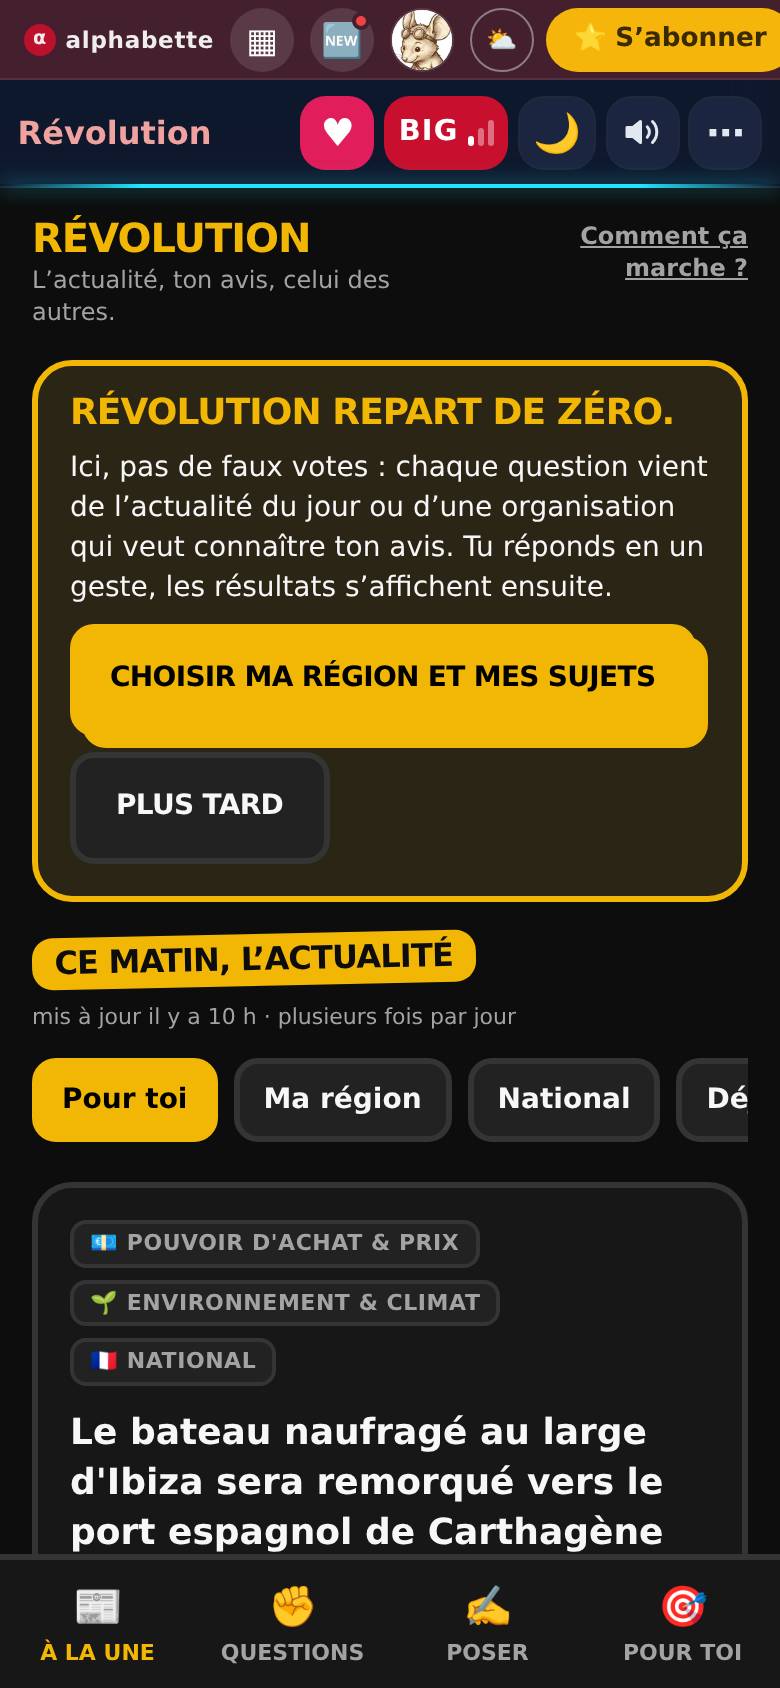 α alphabette NEW S’abonner
Révolution BIG ...
RÉVOLUTION
Comment ça
marche ?
L’actualité, ton avis, celui des
autres.
RÉVOLUTION REPART DE ZÉRO.
Ici, pas de faux votes : chaque question vient
de l’actualité du jour ou d’une organisation
qui veut connaître ton avis. Tu réponds en un
geste, les résultats s’affichent ensuite.
CHOISIR MA RÉGION ET MES SUJETS
PLUS TARD
CE MATIN, L’ACTUALITÉ
mis à jour il y a 10 h · plusieurs fois par jour
Pour toi Ma région National
POUVOIR D'ACHAT & PRIX
ENVIRONNEMENT & CLIMAT
NATIONAL
Le bateau naufragé au large
d'Ibiza sera remorqué vers le
port espagnol de Carthagène
À LA UNE QUESTIONS POSER POUR TOI